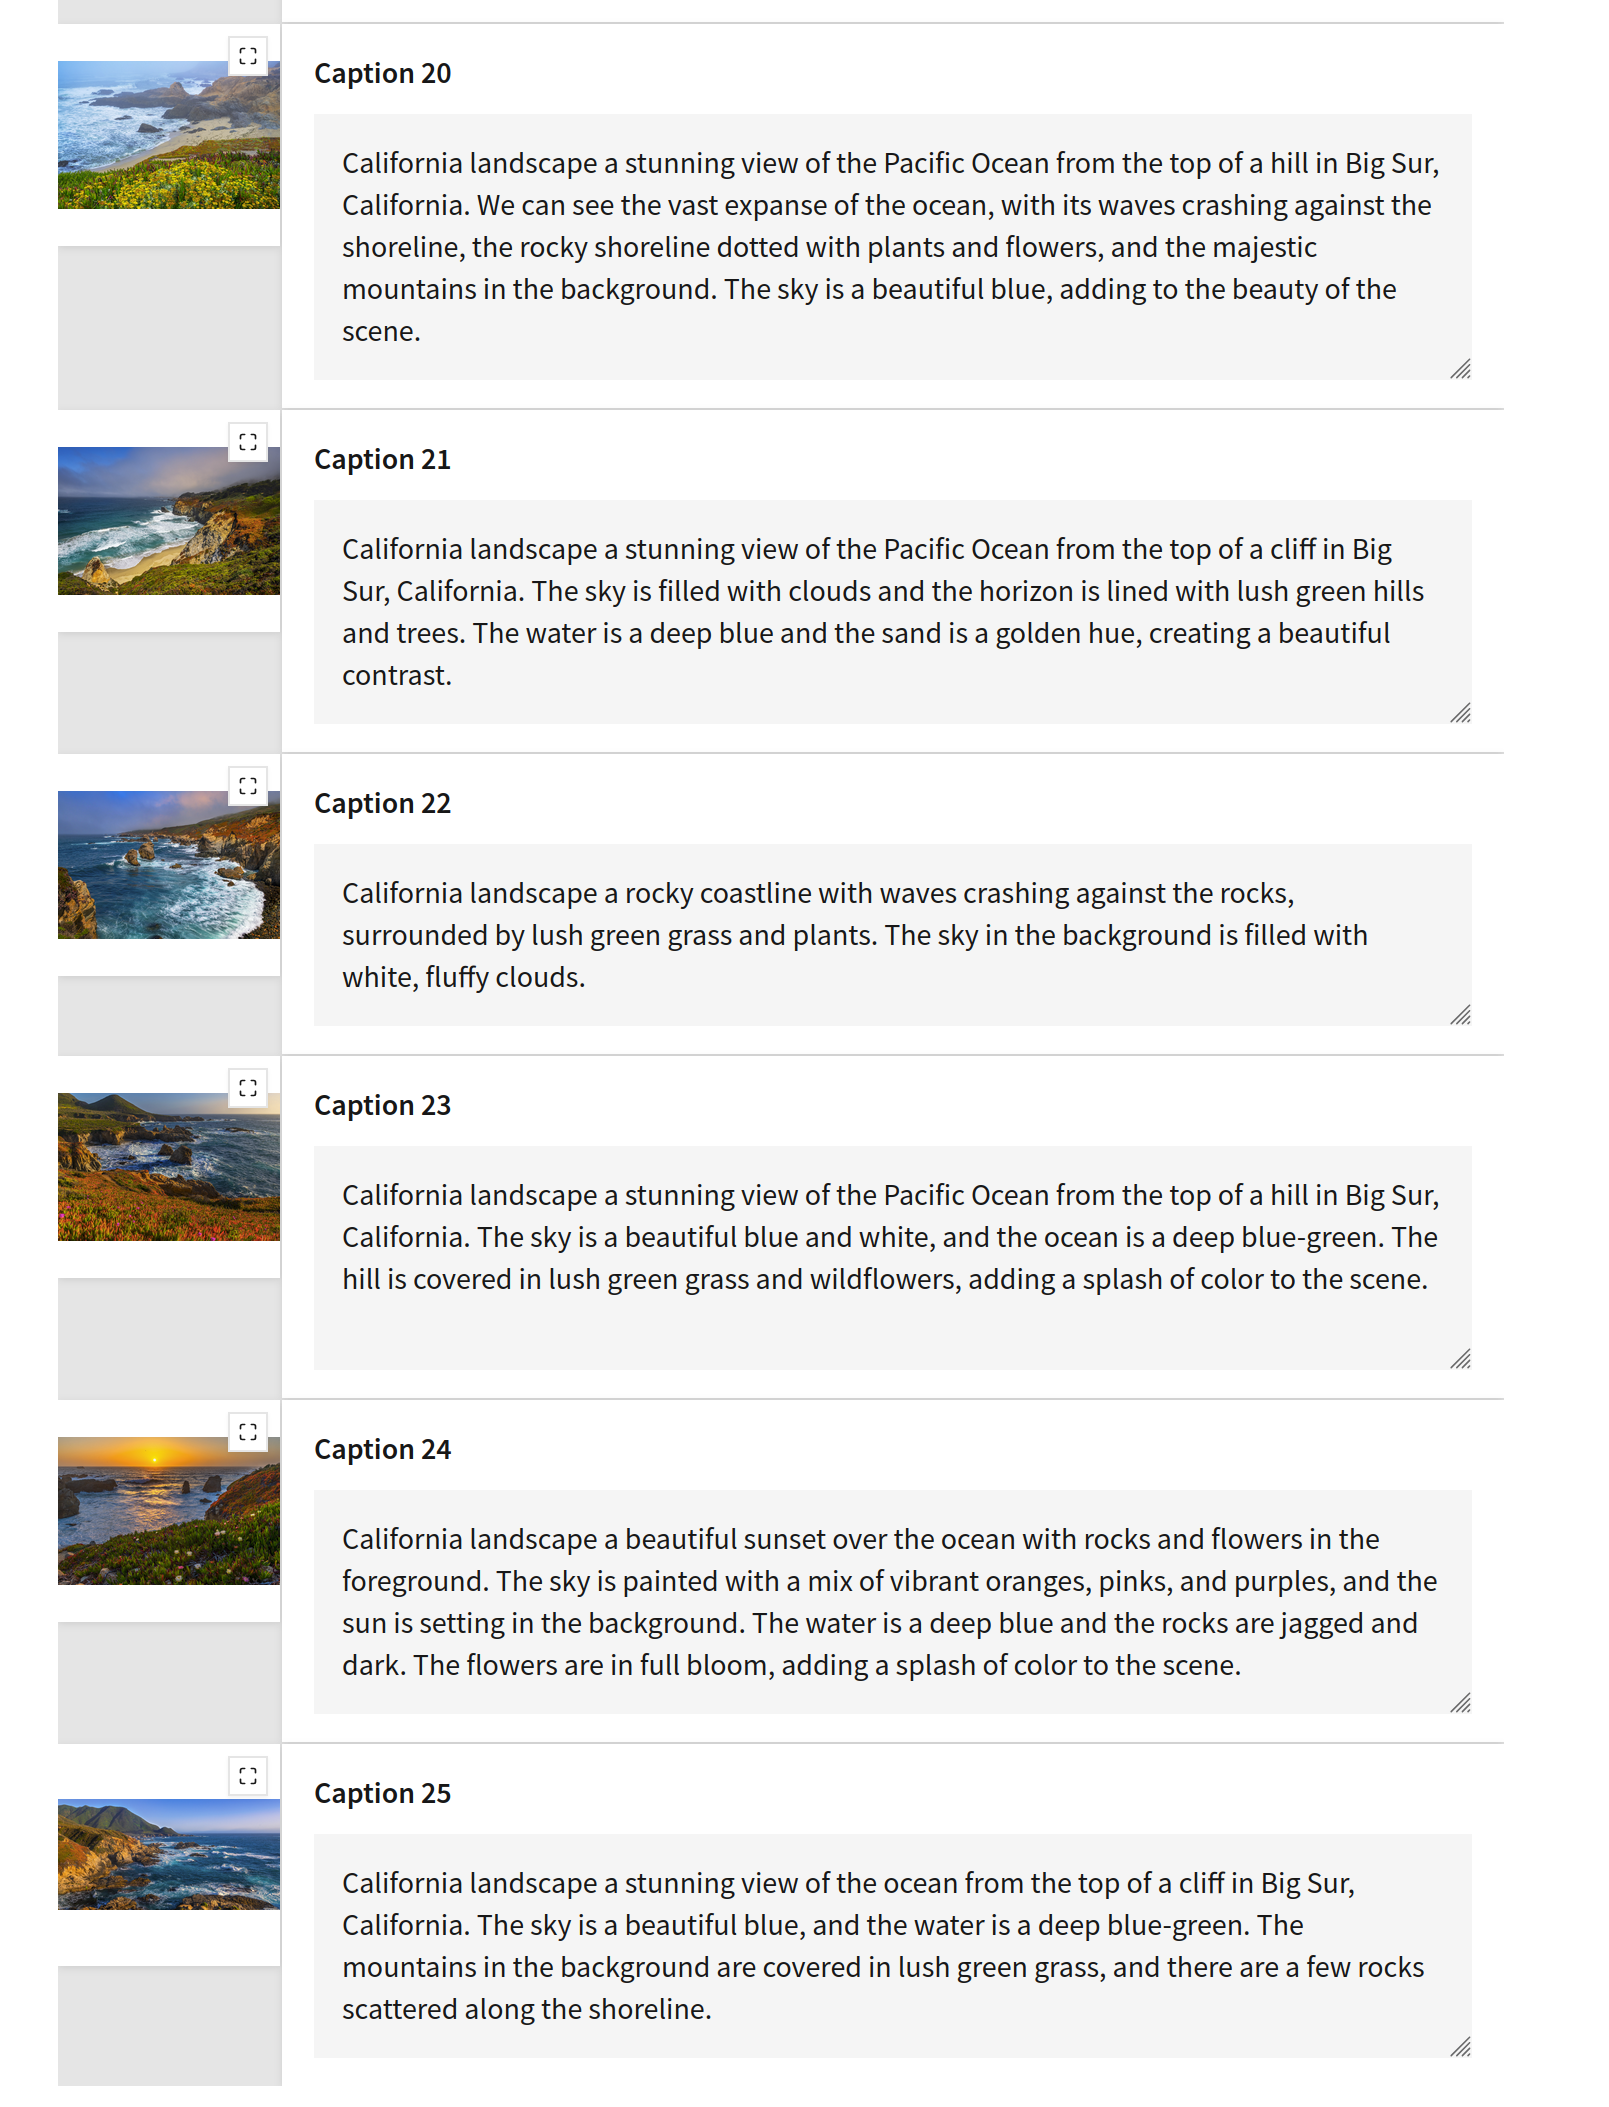 Caption 20
California landscape a stunning view of the Pacific Ocean from the top of a hill in Big Sur,
California. We can see the vast expanse of the ocean, with its waves crashing against the
shoreline, the rocky shoreline dotted with plants and flowers, and the majestic
mountains in the background. The sky is a beautiful blue, adding to the beauty of the
scene.
Caption 21
California landscape a stunning view of the Pacific Ocean from the top of a cliff in Big
Sur, California. The sky is filled with clouds and the horizon is lined with lush green hills
and trees. The water is a deep blue and the sand is a golden hue, creating a beautiful
contrast.
Caption 22
California landscape a rocky coastline with waves crashing against the rocks,
surrounded by lush green grass and plants. The sky in the background is filled with
white, fluffy clouds.
Caption 23
California landscape a stunning view of the Pacific Ocean from the top of a hill in Big Sur,
California. The sky is a beautiful blue and white, and the ocean is a deep blue-green. The
hill is covered in lush green grass and wildflowers, adding a splash of color to the scene.
Caption 24
California landscape a beautiful sunset over the ocean with rocks and flowers in the
foreground. The sky is painted with a mix of vibrant oranges, pinks, and purples, and the
sun is setting in the background. The water is a deep blue and the rocks are jagged and
dark. The flowers are in full bloom, adding a splash of color to the scene.
Caption 25
California landscape a stunning view of the ocean from the top of a cliff in Big Sur,
California. The sky is a beautiful blue, and the water is a deep blue-green. The
mountains in the background are covered in lush green grass, and there are a few rocks
scattered along the shoreline.